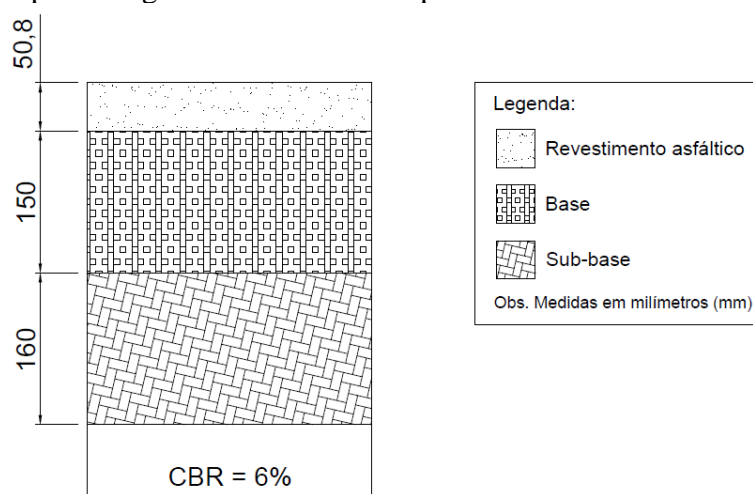 50,8
150
160
CBR = 6%
Legenda:
Revestimento asfáltico
Base
Sub-base
Obs. Medidas em milímetros (mm)